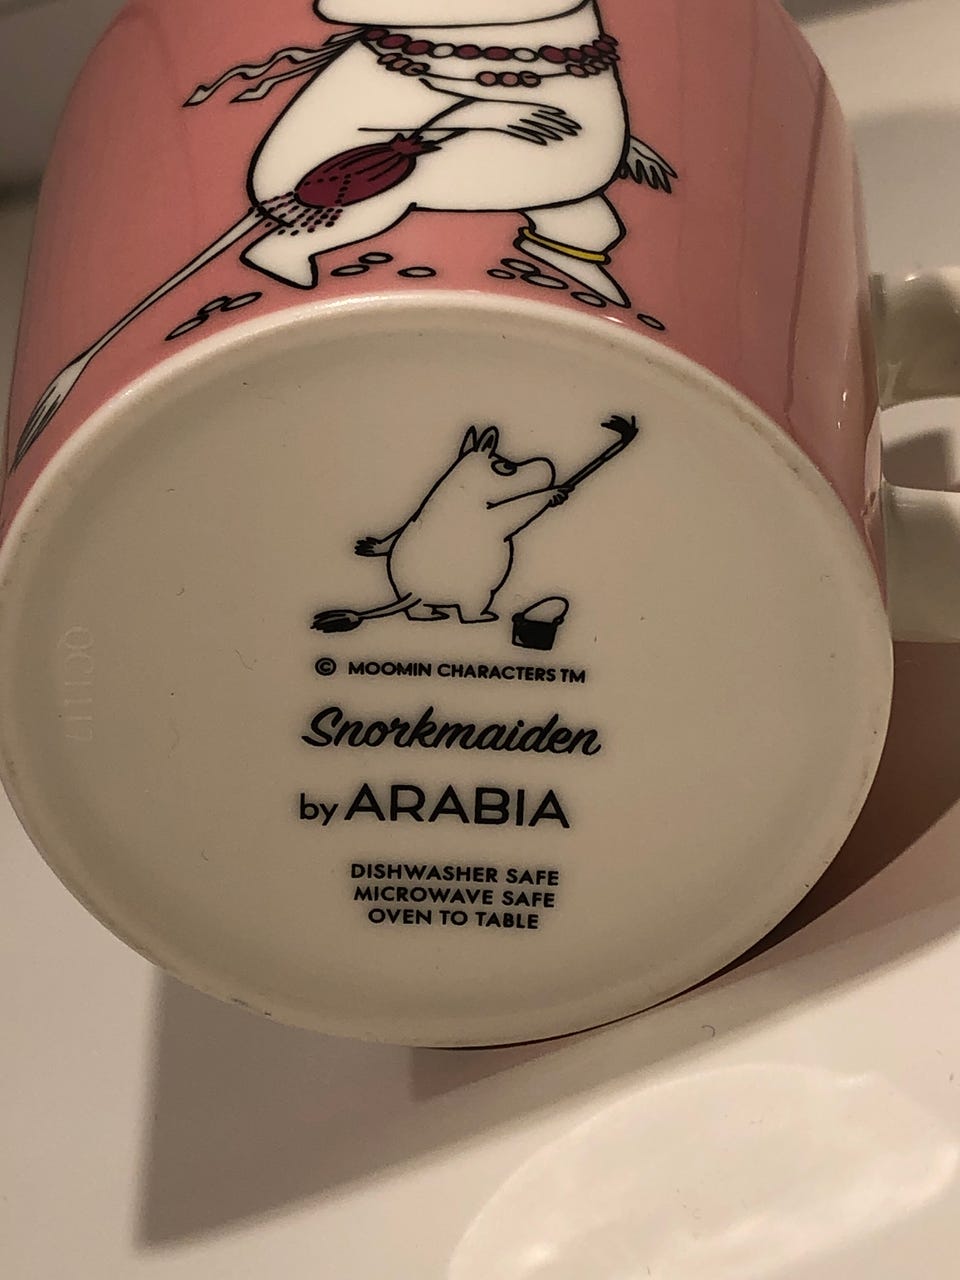 © MOOMIN CHARACTERS TM
Snorkmaiden
by ARABIA
DISHWASHER SAFE
MICROWAVE SAFE
OVEN TO TABLE